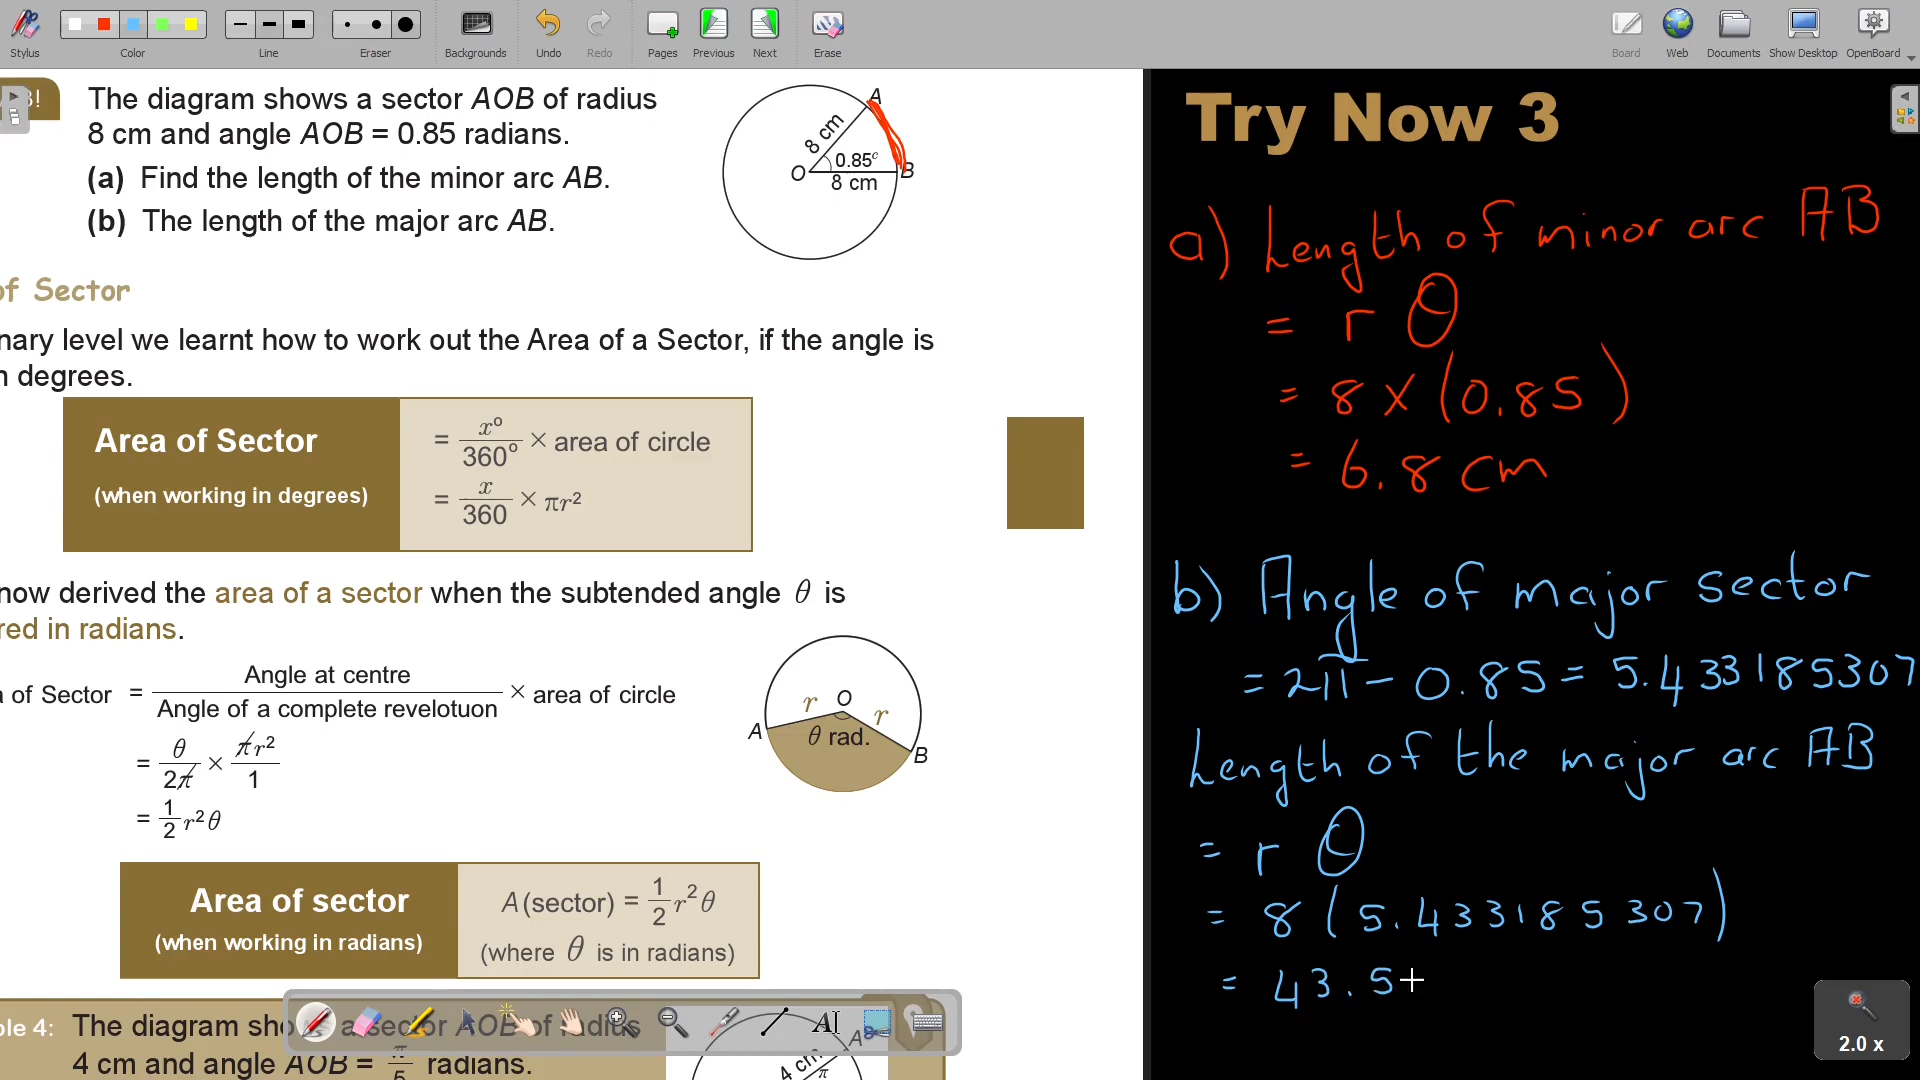 Stylus Color Line Eraser Backgrounds Undo Redo Pages Previous Next Erase Board Web Documents Show Desktop OpenBoard
The diagram shows a sector AOB of radius
8 cm and angle AOB = 0.85 radians.
(a) Find the length of the minor arc AB.
(b) The length of the major arc AB.
A
8 cm
0.85ᶜ
O
B
8 cm
of Sector
nary level we learnt how to work out the Area of a Sector, if the angle is
n degrees.
Area of Sector
(when working in degrees)
= x°/360° × area of circle
= x/360 × πr²
now derived the area of a sector when the subtended angle θ is
red in radians.
a of Sector = Angle at centre / Angle of a complete revelotuon × area of circle
= θ/2π × πr²/1
= 1/2 r²θ
r O r
A θ rad.
B
Area of sector
(when working in radians)
A(sector) = 1/2 r²θ
(where θ is in radians)
ple 4: The diagram shows a sector AOB of radius
4 cm and angle AOB = π/5 radians.
A
4 cm
π
Try Now 3
a) Length of minor arc AB
= r θ
= 8 × (0.85)
= 6.8 cm
b) Angle of major sector
= 2π - 0.85 = 5.433185307
Length of the major arc AB
= r θ
= 8 (5.433185307)
= 43.5
2.0 x